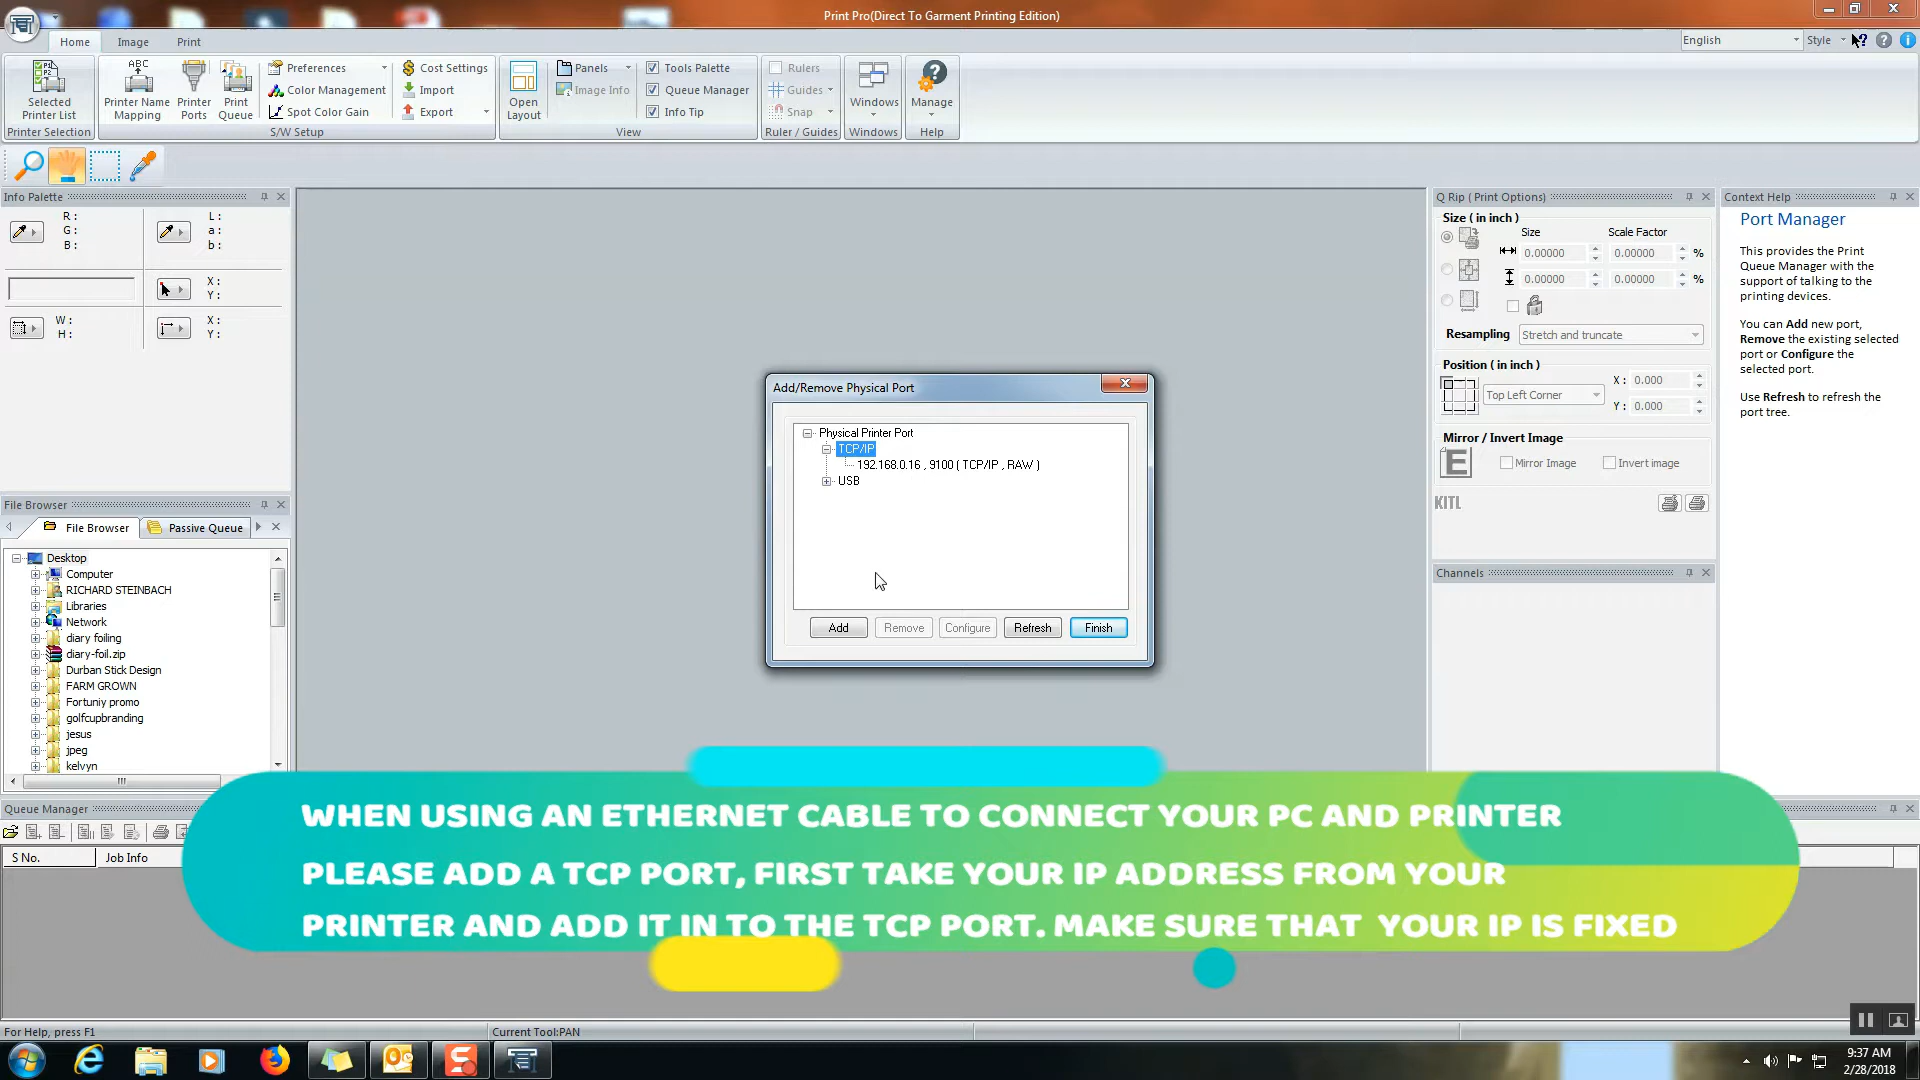 Print Pro(Direct To Garment Printing Edition)
Home Image Print
English Style
Selected Printer List
Printer Selection
Printer Name Mapping
Printer Ports
Print Queue
Preferences
Color Management
Spot Color Gain
Cost Settings
Import
Export
S/W Setup
Open Layout
Panels
Image Info
Tools Palette
Queue Manager
Info Tip
View
Rulers
Guides
Snap
Ruler / Guides
Windows
Windows
Manage
Help
Info Palette
R :
G :
B :
L :
a :
b :
X :
Y :
W :
H :
X :
Y :
File Browser
File Browser Passive Queue
Desktop
Computer
RICHARD STEINBACH
Libraries
Network
diary foiling
diary-foil.zip
Durban Stick Design
FARM GROWN
Fortuniy promo
golfcupbranding
jesus
jpeg
kelvyn
Add/Remove Physical Port
Physical Printer Port
TCP/IP
192.168.0.16 , 9100 ( TCP/IP , RAW )
USB
Add Remove Configure Refresh Finish
Q Rip ( Print Options)
Size ( in inch )
Size Scale Factor
0.00000 0.00000 %
0.00000 0.00000 %
Resampling Stretch and truncate
Position ( in inch )
Top Left Corner
X : 0.000
Y : 0.000
Mirror / Invert Image
E Mirror Image Invert image
KITL
Channels
Context Help
Port Manager
This provides the Print
Queue Manager with the
support of talking to the
printing devices.
You can Add new port,
Remove the existing selected
port or Configure the
selected port.
Use Refresh to refresh the
port tree.
Queue Manager
S No. Job Info
WHEN USING AN ETHERNET CABLE TO CONNECT YOUR PC AND PRINTER
PLEASE ADD A TCP PORT, FIRST TAKE YOUR IP ADDRESS FROM YOUR
PRINTER AND ADD IT IN TO THE TCP PORT. MAKE SURE THAT YOUR IP IS FIXED
For Help, press F1
Current Tool:PAN
9:37 AM
2/28/2018